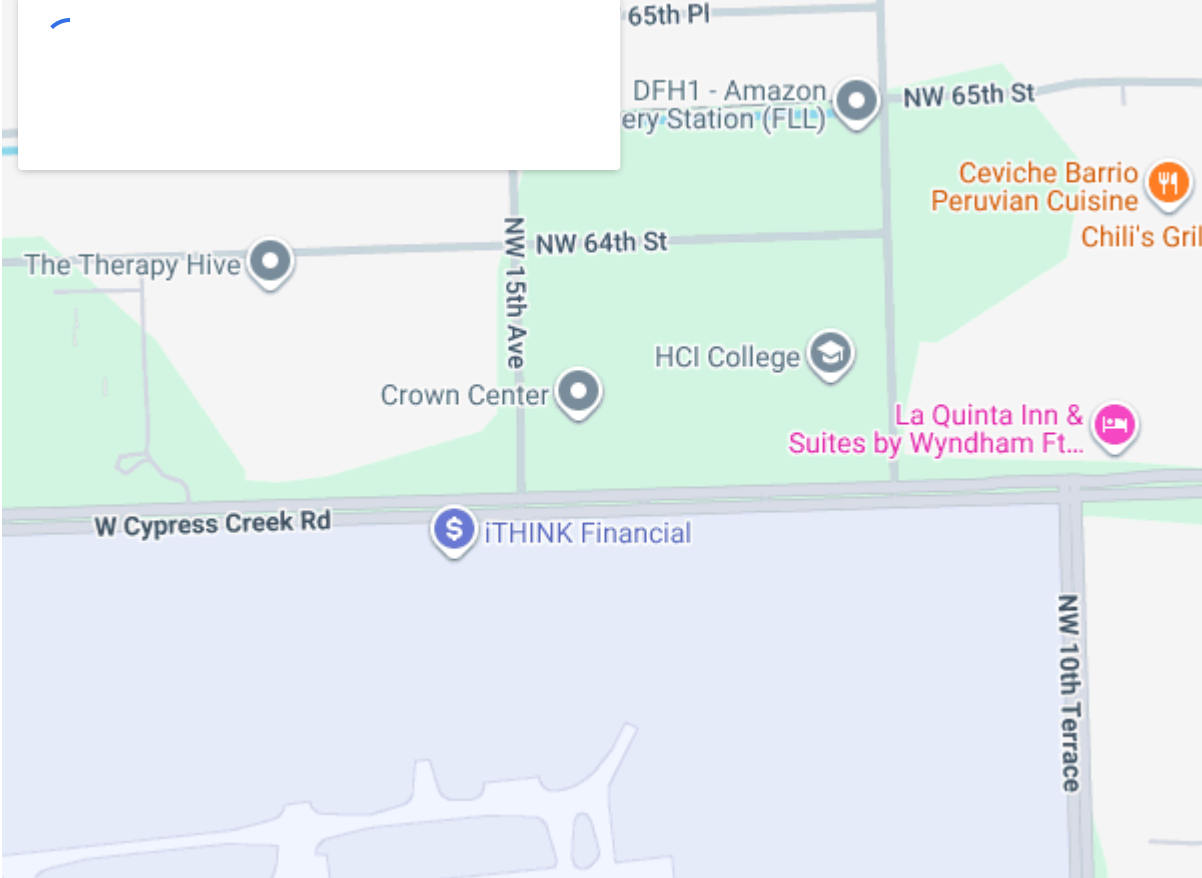 65th Pl
DFH1 - Amazon
ery Station (FLL)
NW 65th St
Ceviche Barrio
Peruvian Cuisine
Chili's Gril
NW 64th St
The Therapy Hive
NW 15th Ave
HCI College
Crown Center
La Quinta Inn &
Suites by Wyndham Ft...
W Cypress Creek Rd
iTHINK Financial
NW 10th Terrace